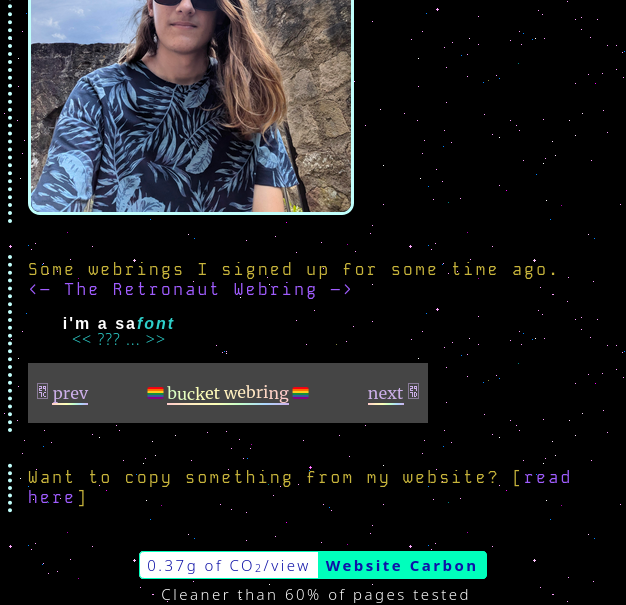 Some webrings I signed up for some time ago.
<— The Retronaut Webring —>
i'm a safont
<< ??? ... >>
prev bucket webring next
Want to copy something from my website? [read
here]
0.37g of CO₂/view Website Carbon
Cleaner than 60% of pages tested